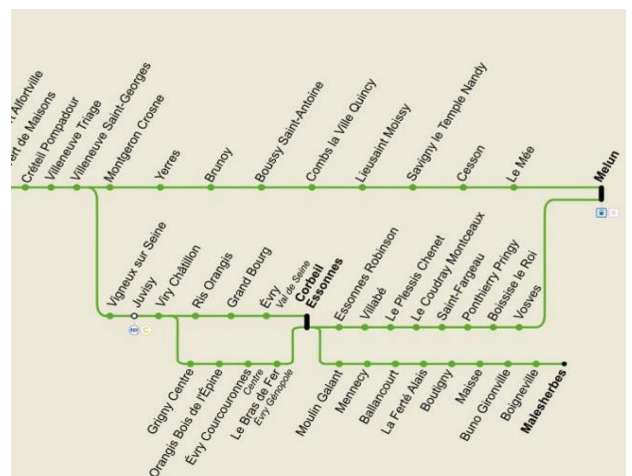 Alfortville
ert de Maisons
Créteil Pompadour
Villeneuve Triage
Villeneuve Saint-Georges
Montgeron Crosne
Yerres
Brunoy
Boussy Saint-Antoine
Combs la Ville Quincy
Lieusaint Moissy
Savigny le Temple Nandy
Cesson
Le Mée
Melun
Vigneux sur Seine
Juvisy
Viry Châtillon
Ris Orangis
Grand Bourg
Évry
Val de Seine
Corbeil
Essonnes
Essonnes Robinson
Villabé
Le Plessis Chenet
Le Coudray Montceaux
Saint-Fargeau
Ponthierry Pringy
Boissise le Roi
Vosves
Grigny Centre
Orangis Bois de l'Épine
Évry Courcouronnes
Centre
Le Bras de Fer
Évry Génopole
Moulin Galant
Mennecy
Ballancourt
La Ferté Alais
Boutigny
Maisse
Buno Gironville
Boigneville
Malesherbes